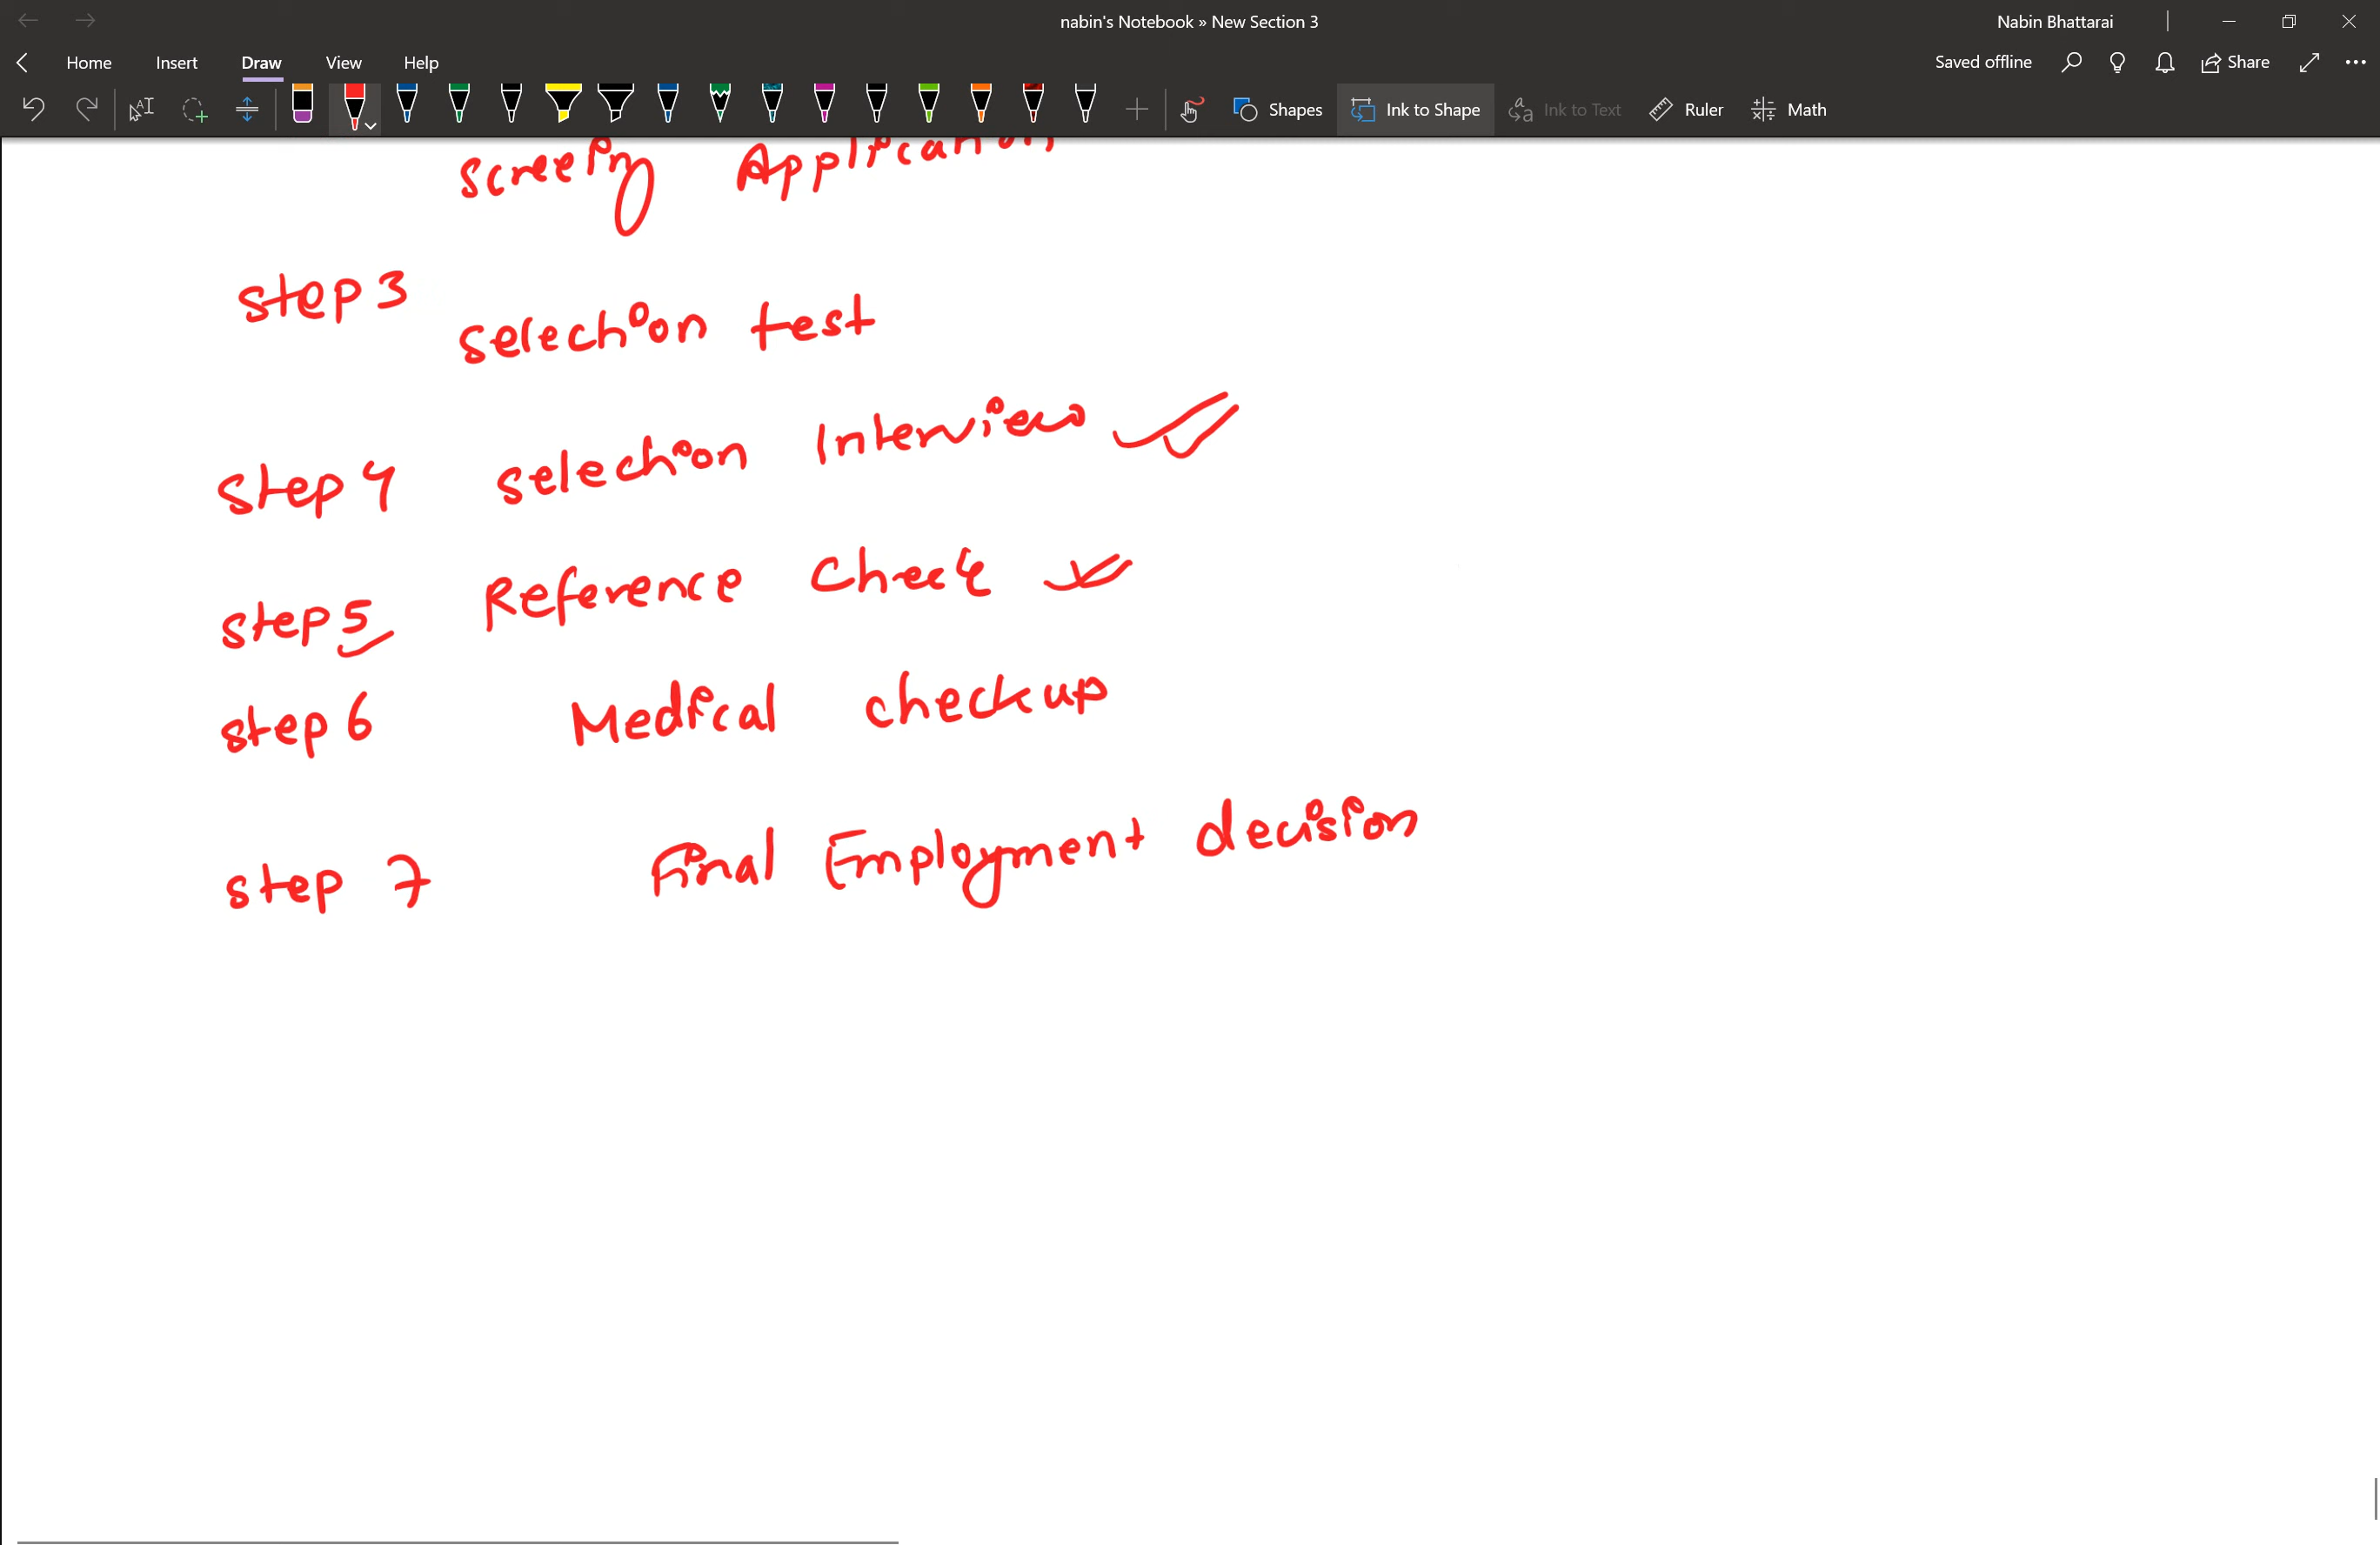 nabin's Notebook » New Section 3
Nabin Bhattarai
Home Insert Draw View Help
Saved offline
Share
Shapes Ink to Shape Ink to Text Ruler Math
Screeing Application
step 3
selection test
step 4 selection Interview
step 5 Reference Check
step 6 Medical checkup
step 7 Final Employment decision